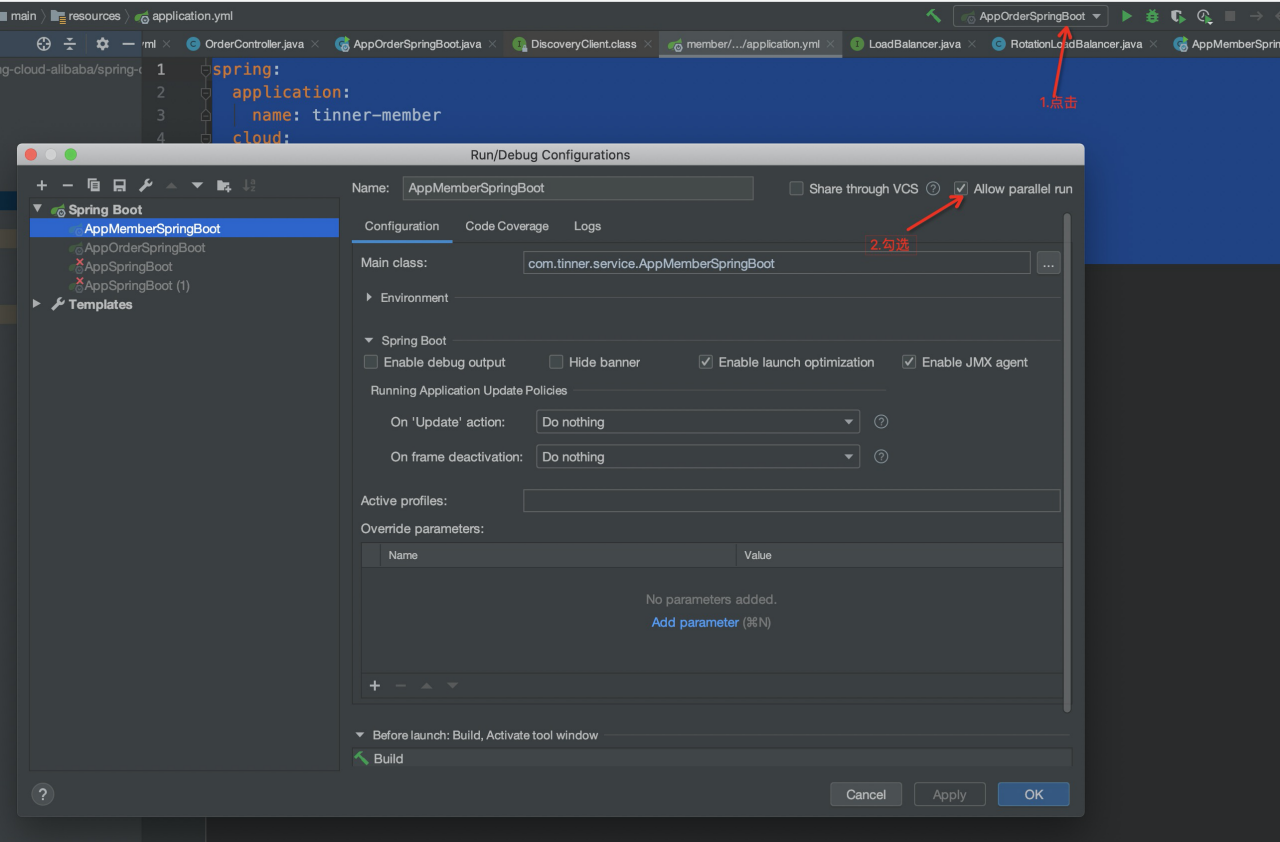 main resources application.yml AppOrderSpringBoot
yml OrderController.java AppOrderSpringBoot.java DiscoveryClient.class member/.../application.yml LoadBalancer.java RotationLoadBalancer.java AppMemberSprin
ng-cloud-alibaba/spring-c
1 spring:
2 application:
3 name: tinner-member
4 cloud:
1.点击
Run/Debug Configurations
Name: AppMemberSpringBoot Share through VCS ? Allow parallel run
2.勾选
Spring Boot
AppMemberSpringBoot
AppOrderSpringBoot
AppSpringBoot
AppSpringBoot (1)
Templates
Configuration Code Coverage Logs
Main class: com.tinner.service.AppMemberSpringBoot ...
Environment
Spring Boot
Enable debug output Hide banner Enable launch optimization Enable JMX agent
Running Application Update Policies
On 'Update' action: Do nothing ?
On frame deactivation: Do nothing ?
Active profiles:
Override parameters:
Name Value
No parameters added.
Add parameter (⌘N)
Before launch: Build, Activate tool window
Build
? Cancel Apply OK